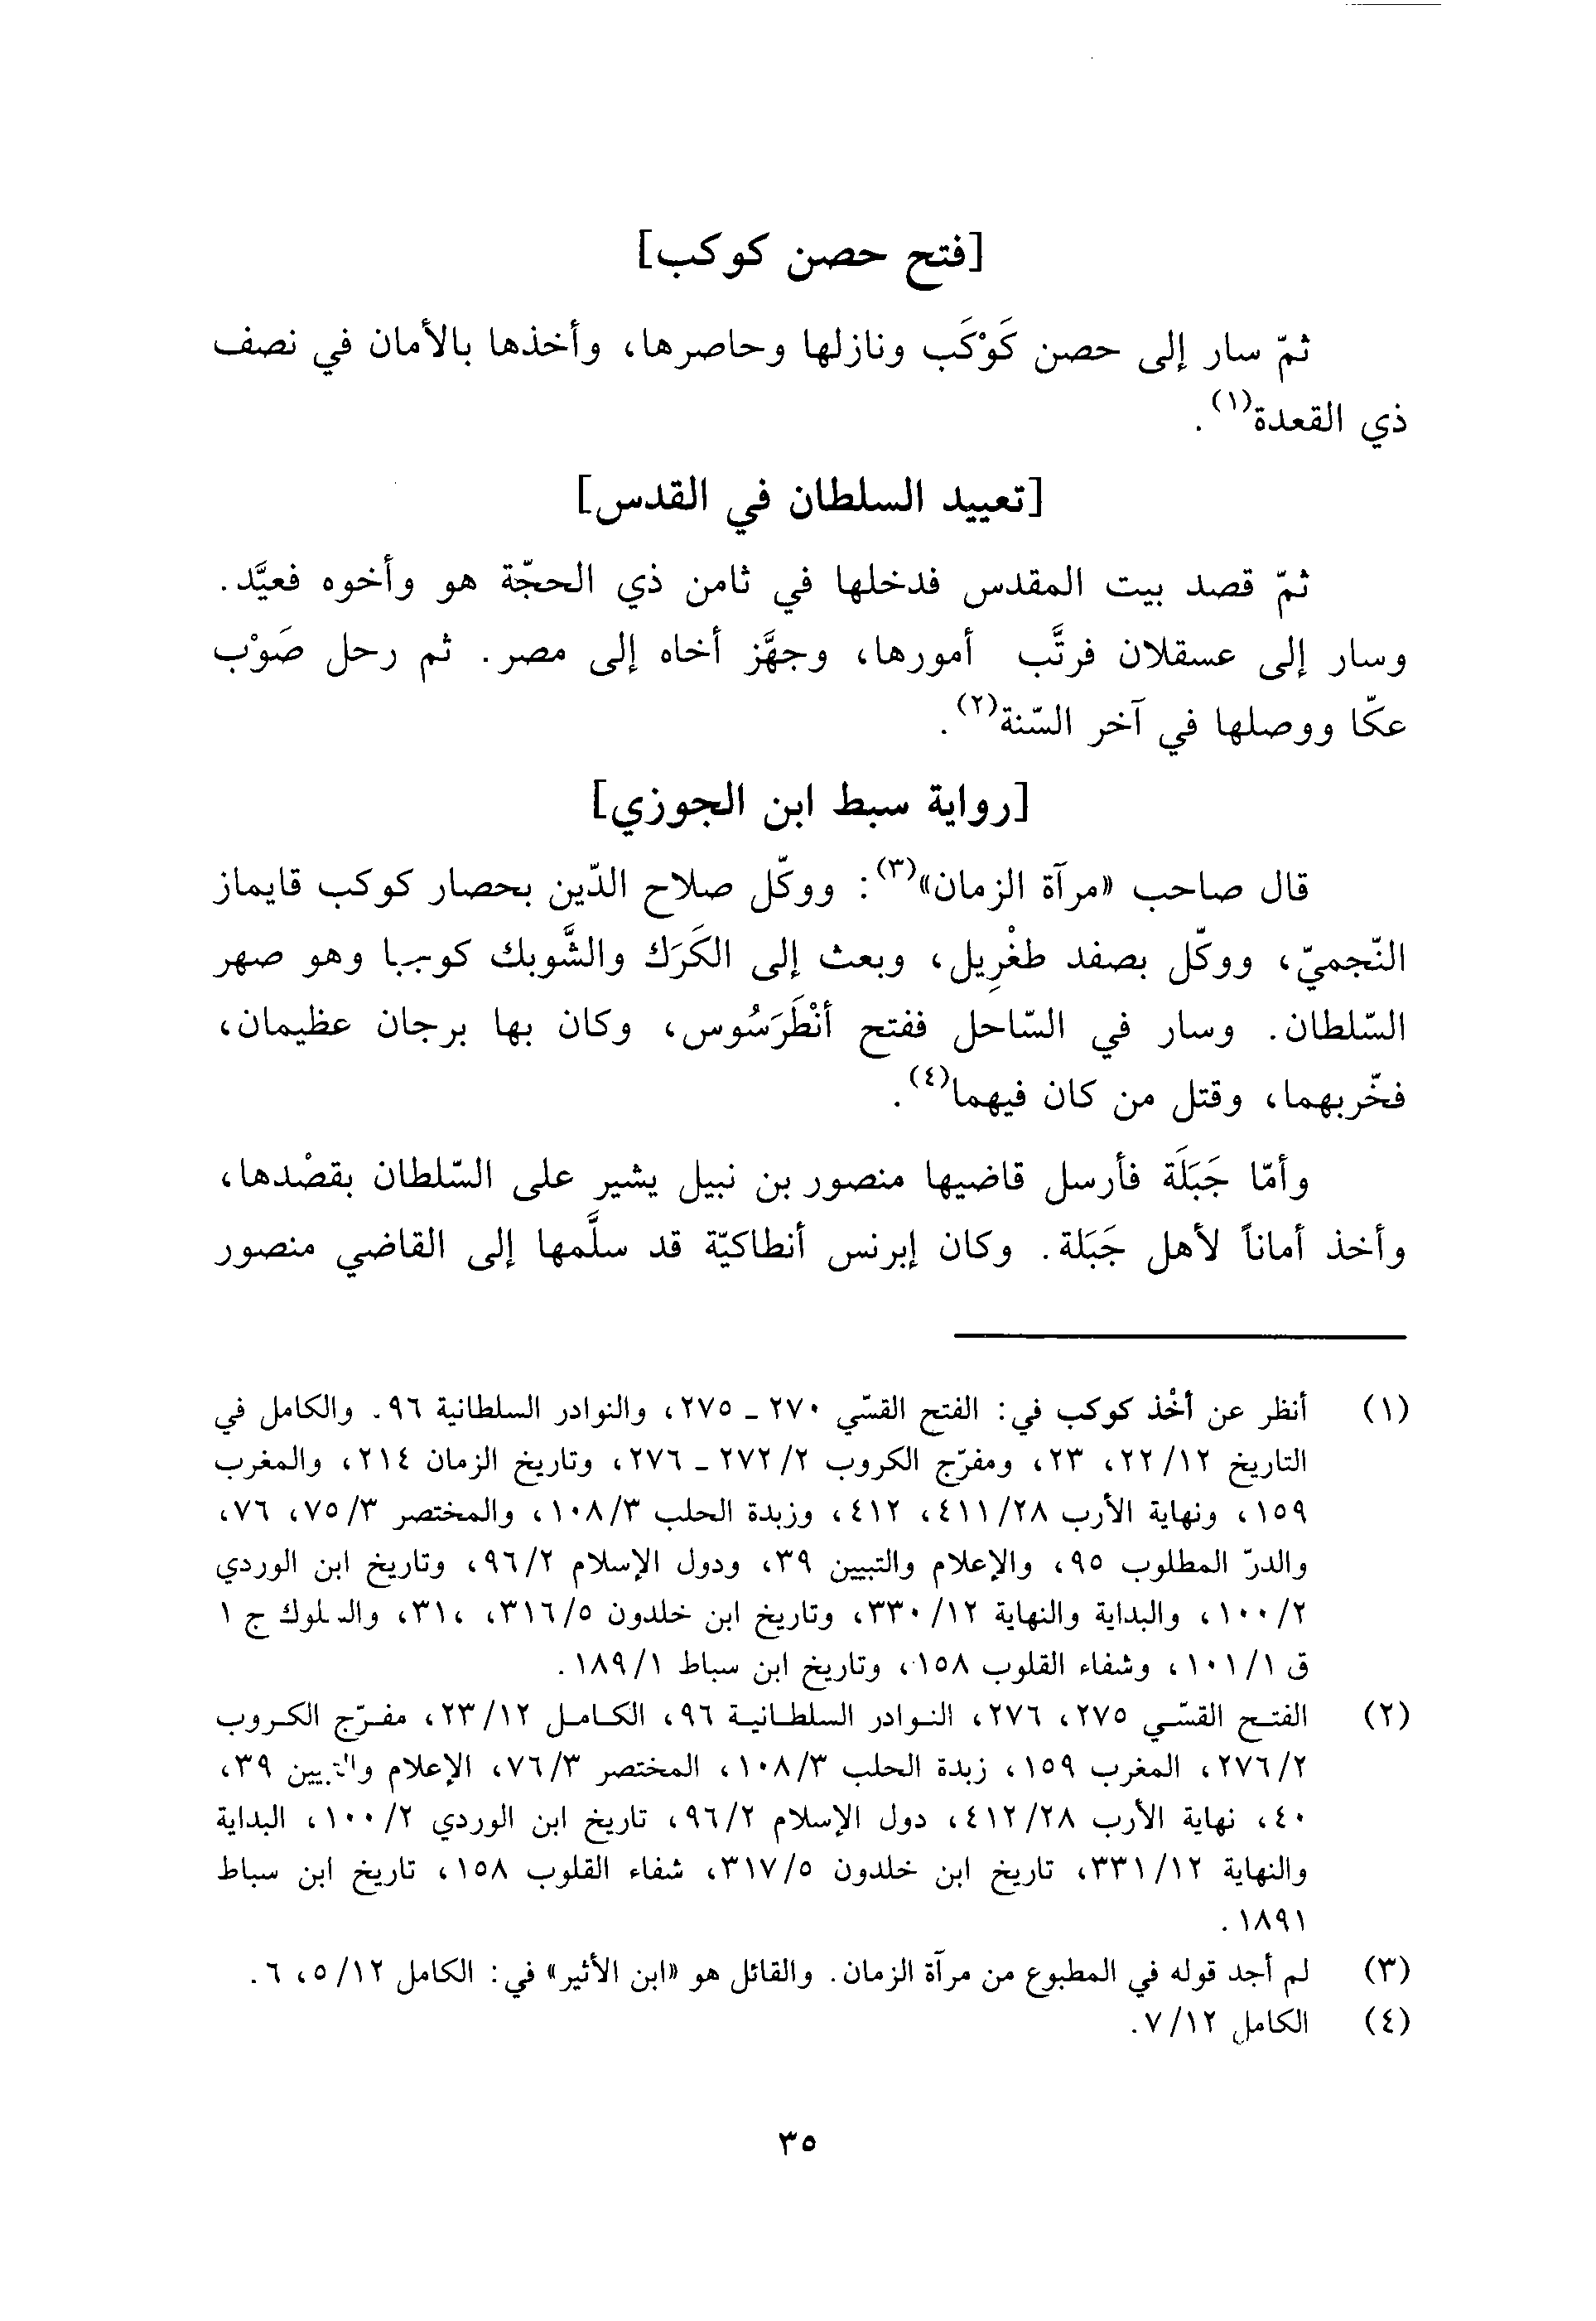 [فتح حصن كوكب]
ثمّ سار إلى حصن كَوْكَب ونازلها وحاصرها، وأخذها بالأمان في نصف
ذي القعدة(١).
[تعييد السلطان في القدس]
ثمّ قصد بيت المقدس فدخلها في ثامن ذي الحجّة هو وأخوه فعيَّد.
وسار إلى عسقلان فرتَّب أمورها، وجهَّز أخاه إلى مصر. ثم رحل صَوْب
عكّا ووصلها في آخر السّنة(٢).
[رواية سبط ابن الجوزي]
قال صاحب «مرآة الزمان»(٣): ووكّل صلاح الدّين بحصار كوكب قايماز
النّجميّ، ووكّل بصفد طغْرِيل، وبعث إلى الكَرَك والشَّوبك وهو صهر
السّلطان. وسار في السّاحل ففتح أنْطَرَسُوس، وكان بها برجان عظيمان،
فخّربهما، وقتل من كان فيهما(٤).
وأمّا جَبَلَة فأرسل قاضيها منصور بن نبيل يشير على السّلطان بقصْدها،
وأخذ أماناً لأهل جَبَلة. وكان إبرنس أنطاكيّة قد سلَّمها إلى القاضي منصور
(١) أنظر عن أخْذ كوكب في: الفتح القسّي ٢٧٠ ـ ٢٧٥، والنوادر السلطانية ٩٦. والكامل في
التاريخ ٢٢/١٢، ٢٣، ومفرّج الكروب ٢٧٢/٢ ـ ٢٧٦، وتاريخ الزمان ٢١٤، والمغرب
١٥٩، ونهاية الأرب ٤١١/٢٨، ٤١٢، وزبدة الحلب ١٠٨/٣، والمختصر ٧٥/٣، ٧٦،
والدرّ المطلوب ٩٥، والإعلام والتبيين ٣٩، ودول الإسلام ٩٦/٢، وتاريخ ابن الوردي
١٠٠/٢، والبداية والنهاية ٣٣٠/١٢، وتاريخ ابن خلدون ٣١٦/٥، والسلوك ج ١
ق ١٠١/١، وشفاء القلوب ١٥٨، وتاريخ ابن سباط ١٨٩/١.
(٢) الفتح القسّي ٢٧٥، ٢٧٦، النوادر السلطانية ٩٦، الكامل ٢٣/١٢، مفرّج الكروب
٢٧٦/٢، المغرب ١٥٩، زبدة الحلب ١٠٨/٣، المختصر ٧٦/٣، الإعلام والتبيين ٣٩،
٤٠، نهاية الأرب ٤١٢/٢٨، دول الإسلام ٩٦/٢، تاريخ ابن الوردي ١٠٠/٢، البداية
والنهاية ٣٣١/١٢، تاريخ ابن خلدون ٣١٧/٥، شفاء القلوب ١٥٨، تاريخ ابن سباط
١٨٩١.
(٣) لم أجد قوله في المطبوع من مرآة الزمان. والقائل هو «ابن الأثير» في: الكامل ٥/١٢، ٦.
(٤) الكامل ٧/١٢.
٣٥